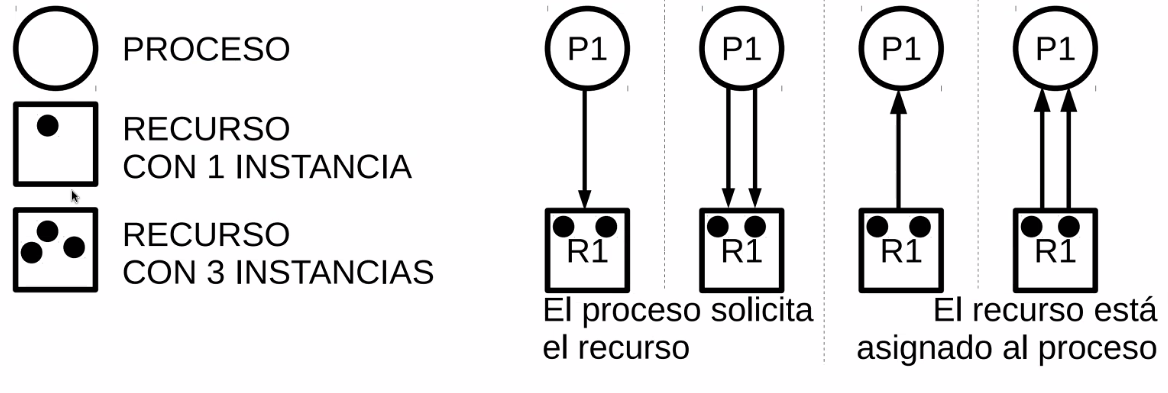 PROCESO
RECURSO
CON 1 INSTANCIA
RECURSO
CON 3 INSTANCIAS
P1
P1
P1
P1
R1
R1
R1
R1
El proceso solicita
el recurso
El recurso está
asignado al proceso